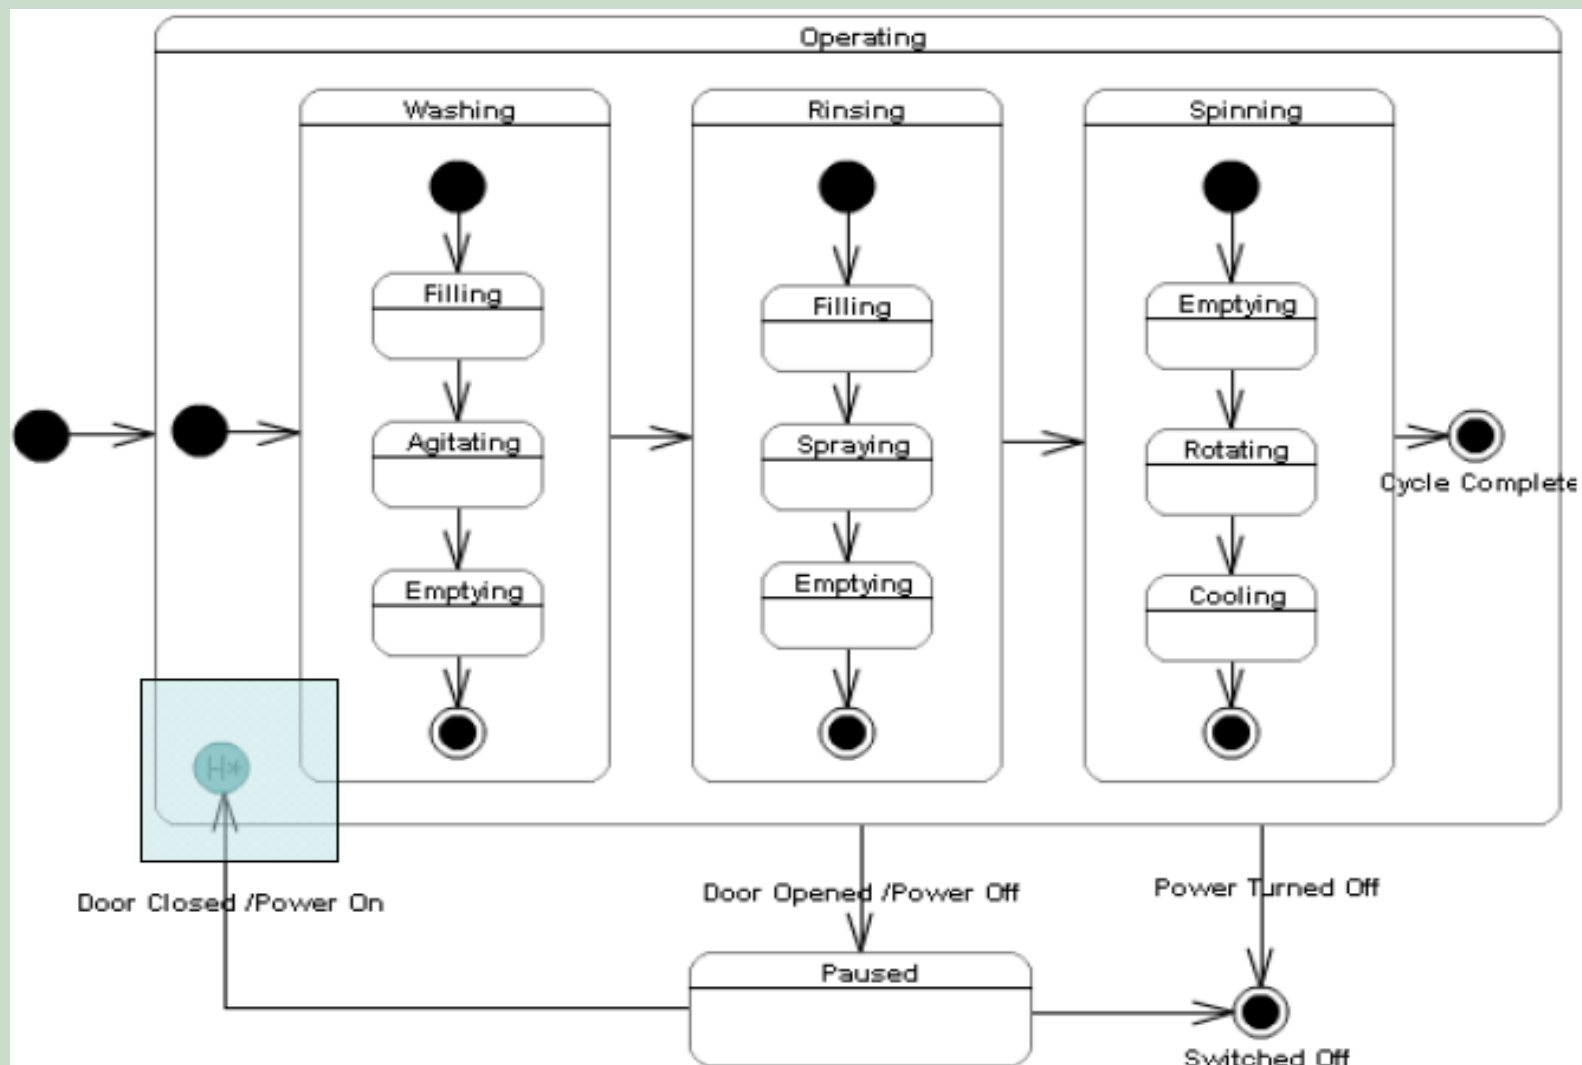 Operating
Washing
Rinsing
Spinning
Filling
Filling
Emptying
Agitating
Spraying
Rotating
Cycle Complete
Emptying
Emptying
Cooling
H*
Door Closed /Power On
Door Opened /Power Off
Power Turned Off
Paused
Switched Off